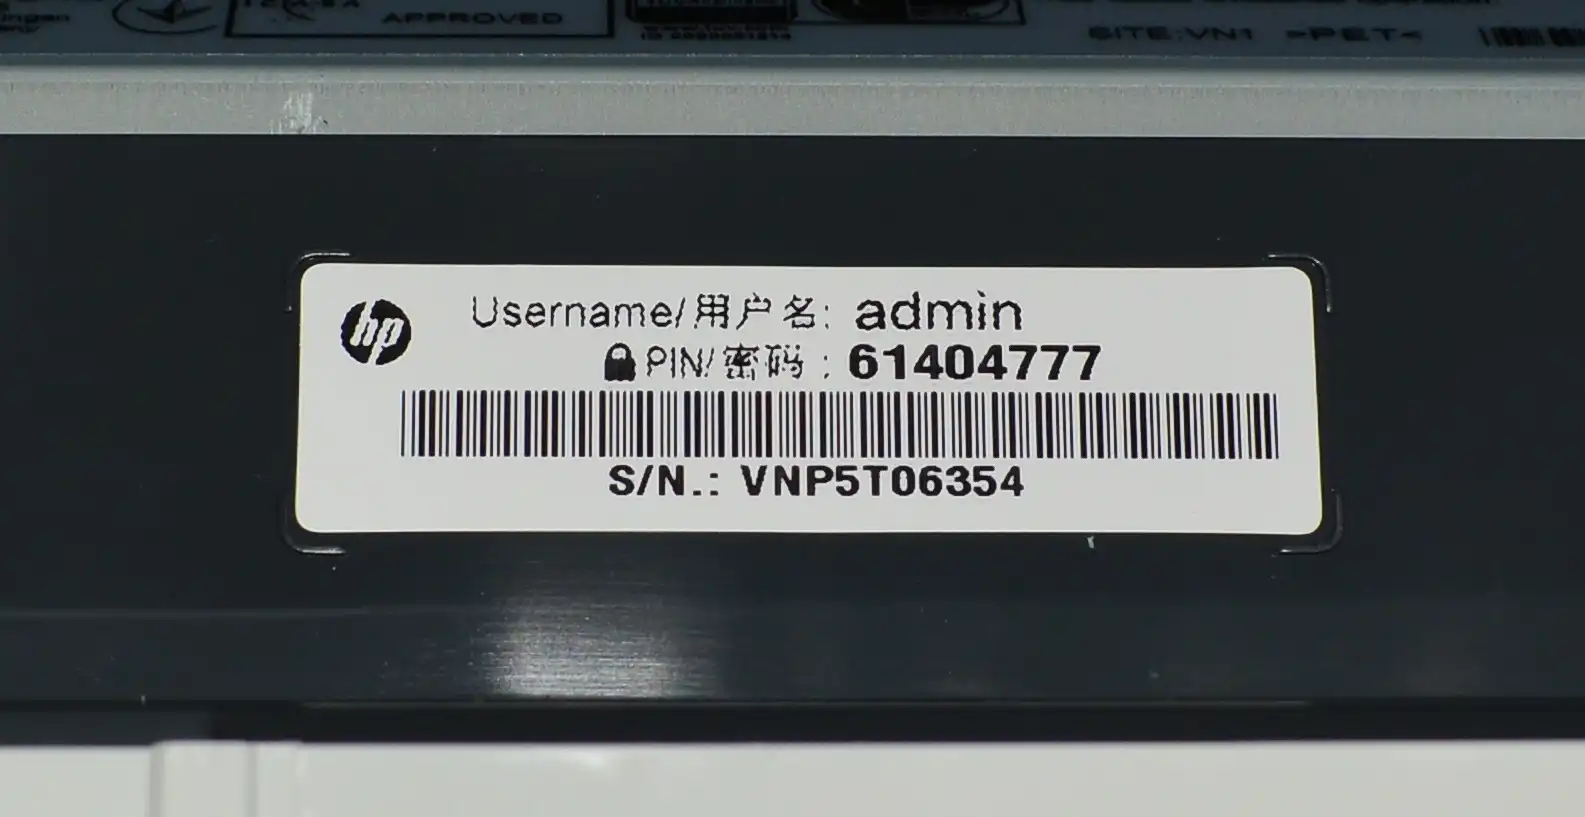 APPROVED
SITE:VN1 >PET<
hp
Username/用户名: admin
PIN/密码 : 61404777
S/N.: VNP5T06354